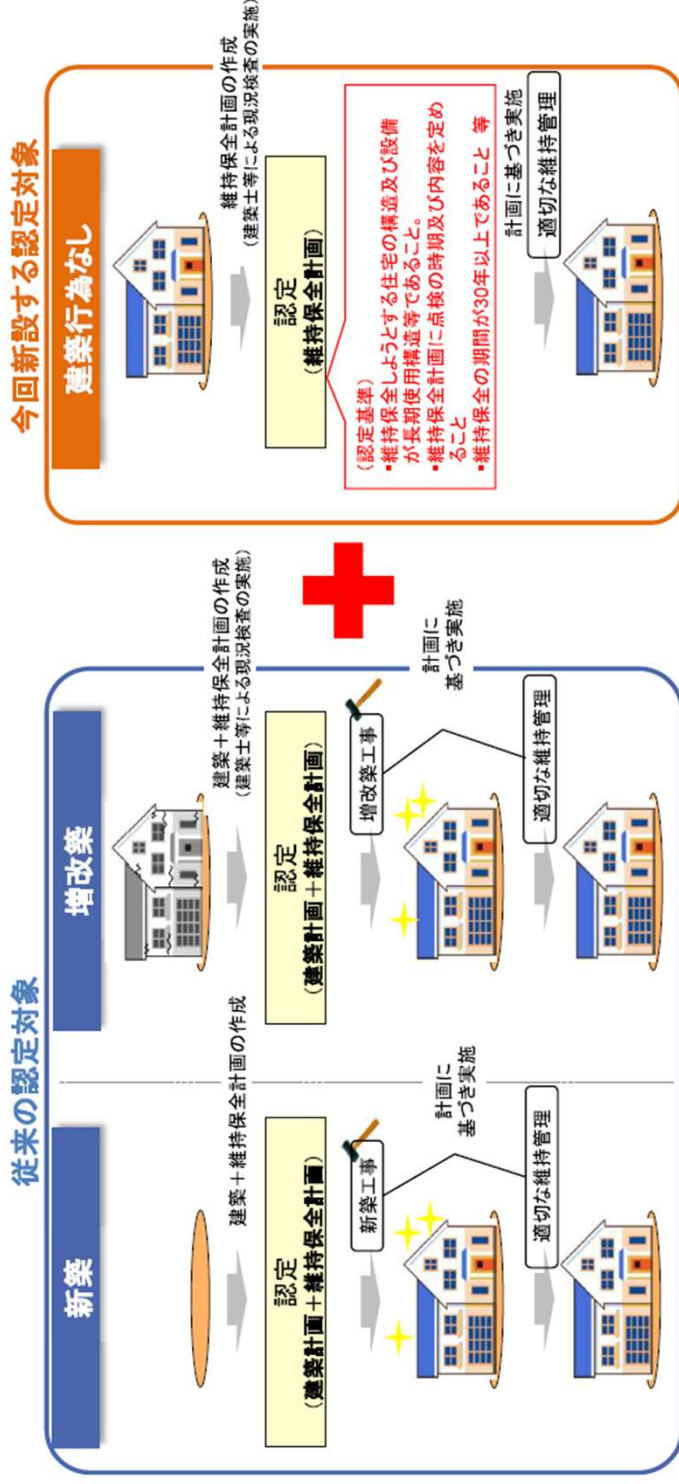 従来の認定対象
新築
建築+維持保全計画の作成
認定
(建築計画+維持保全計画)
新築工事
計画に
基づき実施
適切な維持管理
増改築
建築+維持保全計画の作成
(建築士等による現況検査の実施)
認定
(建築計画+維持保全計画)
増改築工事
計画に
基づき実施
適切な維持管理
今回新設する認定対象
建築行為なし
維持保全計画の作成
(建築士等による現況検査の実施)
認定
(維持保全計画)
(認定基準)
・維持保全しようとする住宅の構造及び設備
が長期使用構造等であること。
・維持保全計画に点検の時期及び内容を定め
ること
・維持保全の期間が30年以上であること 等
計画に基づき実施
適切な維持管理